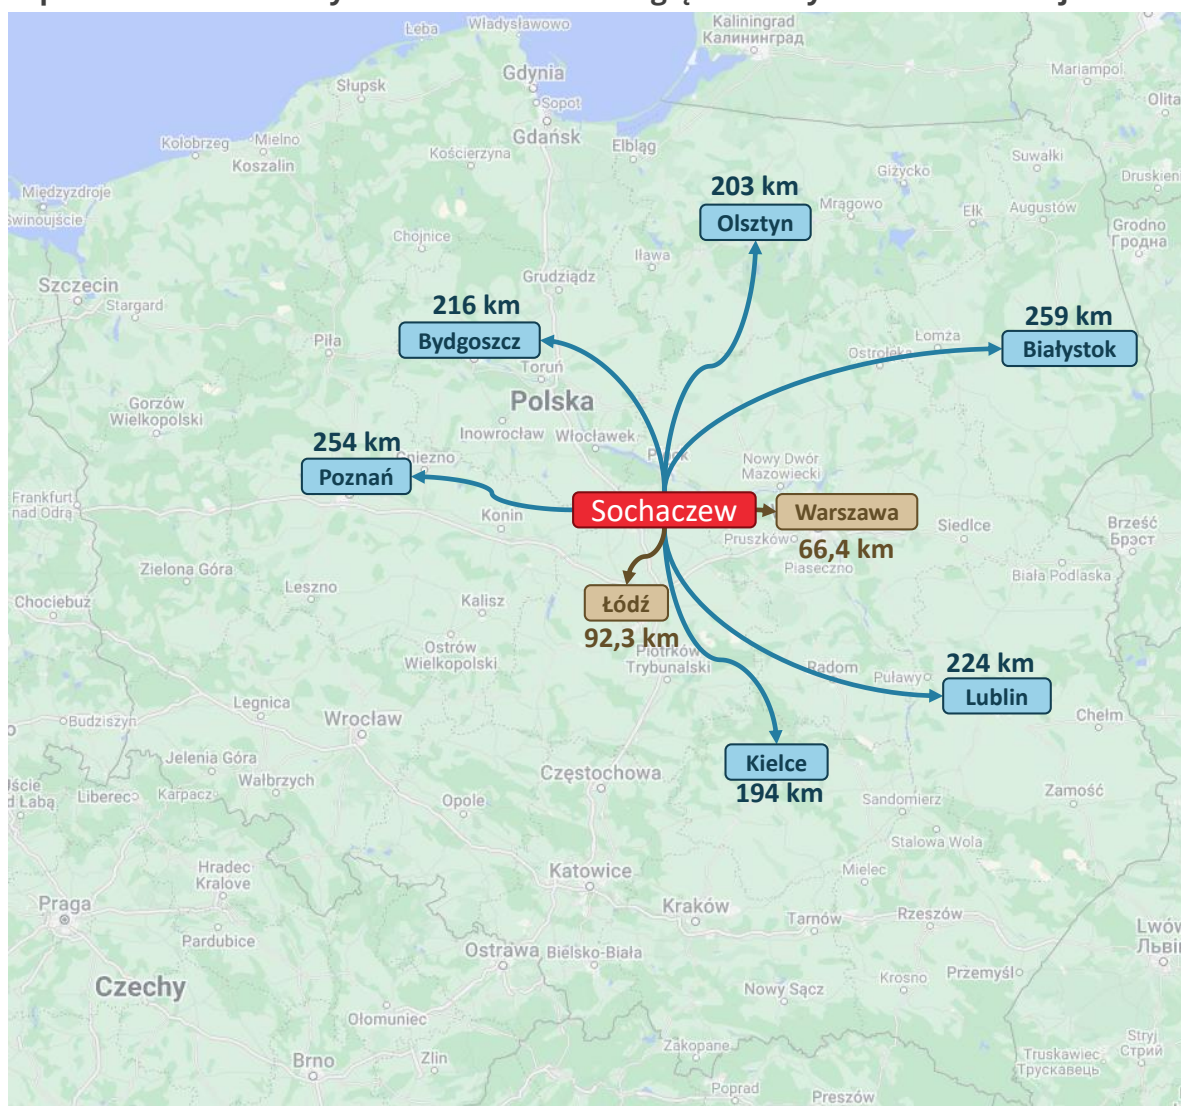 Łeba
Władysławowo
Kaliningrad
Калининград
Gdynia
Mariampol
Słupsk
Sopot
Olita
Gdańsk
Kołobrzeg
Mielno
Koszalin
Kościerzyna
Elbląg
Suwałki
Giżycko
Druskieni
Międzyzdroje
Świnoujście
203 km
Olsztyn
Mrągowo
Ełk
Augustów
Grodno
Гродна
Chojnice
Iława
Szczecin
Stargard
Grudziądz
216 km
Bydgoszcz
259 km
Białystok
Piła
Łomża
Ostrołęka
Toruń
Polska
Gorzów
Wielkopolski
Inowrocław
Włocławek
254 km
Poznań
Gniezno
Płock
Nowy Dwór
Mazowiecki
Frankfurt
nad Odrą
Konin
Sochaczew
Warszawa
66,4 km
Pruszków
Piaseczno
Siedlce
Brześć
Брэст
Zielona Góra
Leszno
Biała Podlaska
Chociebuż
Kalisz
Łódź
92,3 km
Ostrów
Wielkopolski
Piotrków
Trybunalski
Radom
Puławy
224 km
Lublin
Legnica
Wrocław
Budziszyn
Chełm
Jelenia Góra
Kielce
194 km
Częstochowa
Wałbrzych
Liberec
Karpacz
Opole
Sandomierz
Zamość
Stalowa Wola
Hradec
Kralove
Katowice
Mielec
Praga
Kraków
Tarnów
Rzeszów
Pardubice
Ostrawa
Bielsko-Biała
Lwów
Львів
Czechy
Krosno
Przemyśl
Nowy Sącz
Ołomuniec
Brno
Zlin
Zakopane
Stryj
Стрий
Truskawiec
Трускавець
Poprad
Preszów